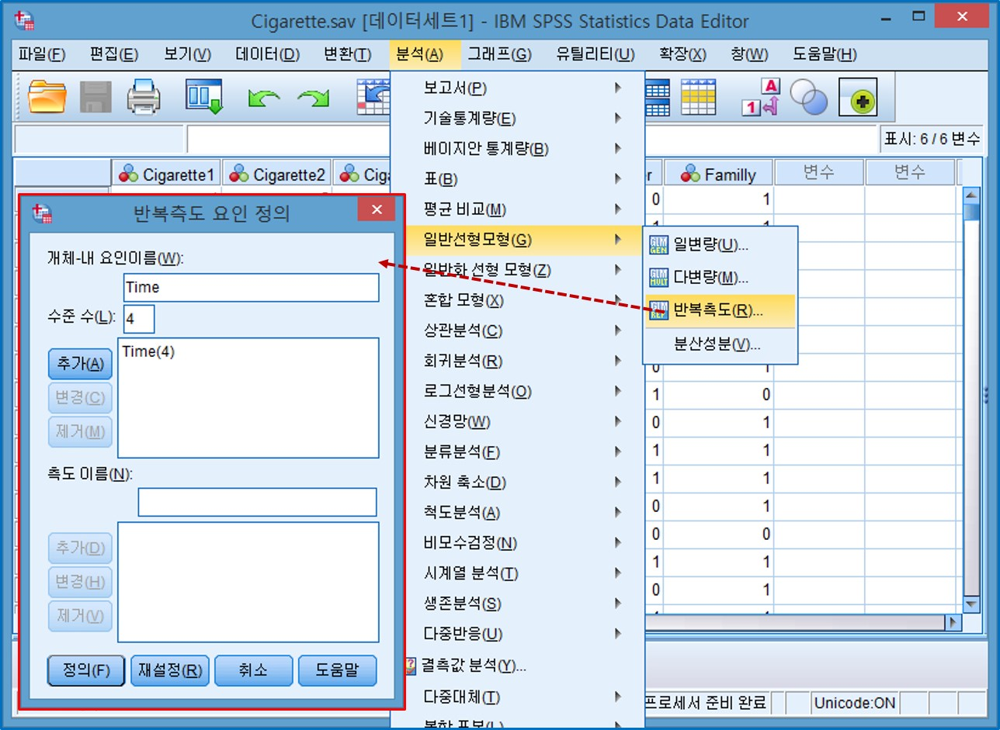 Cigarette.sav [데이터세트1] - IBM SPSS Statistics Data Editor
파일(F) 편집(E) 보기(V) 데이터(D) 변환(T) 분석(A) 그래프(G) 유틸리티(U) 확장(X) 창(W) 도움말(H)
표시: 6 / 6 변수
Cigarette1 Cigarette2 Familly 변수 변수
보고서(P)
기술통계량(E)
베이지안 통계량(B)
표(B)
평균 비교(M)
일반선형모형(G)
일반화 선형 모형(Z)
혼합 모형(X)
상관분석(C)
회귀분석(R)
로그선형분석(O)
신경망(W)
분류분석(F)
차원 축소(D)
척도분석(A)
비모수검정(N)
시계열 분석(T)
생존분석(S)
다중반응(U)
결측값 분석(Y)...
다중대체(T)
일변량(U)...
다변량(M)...
반복측도(R)...
분산성분(V)...
반복측도 요인 정의
개체-내 요인이름(W):
Time
수준 수(L): 4
Time(4)
추가(A)
변경(C)
제거(M)
측도 이름(N):
추가(D)
변경(H)
제거(V)
정의(F) 재설정(R) 취소 도움말
0 1
1 0
0 1
1 1
1 1
0 1
0 0
1 1
0 1
프로세서 준비 완료 Unicode:ON